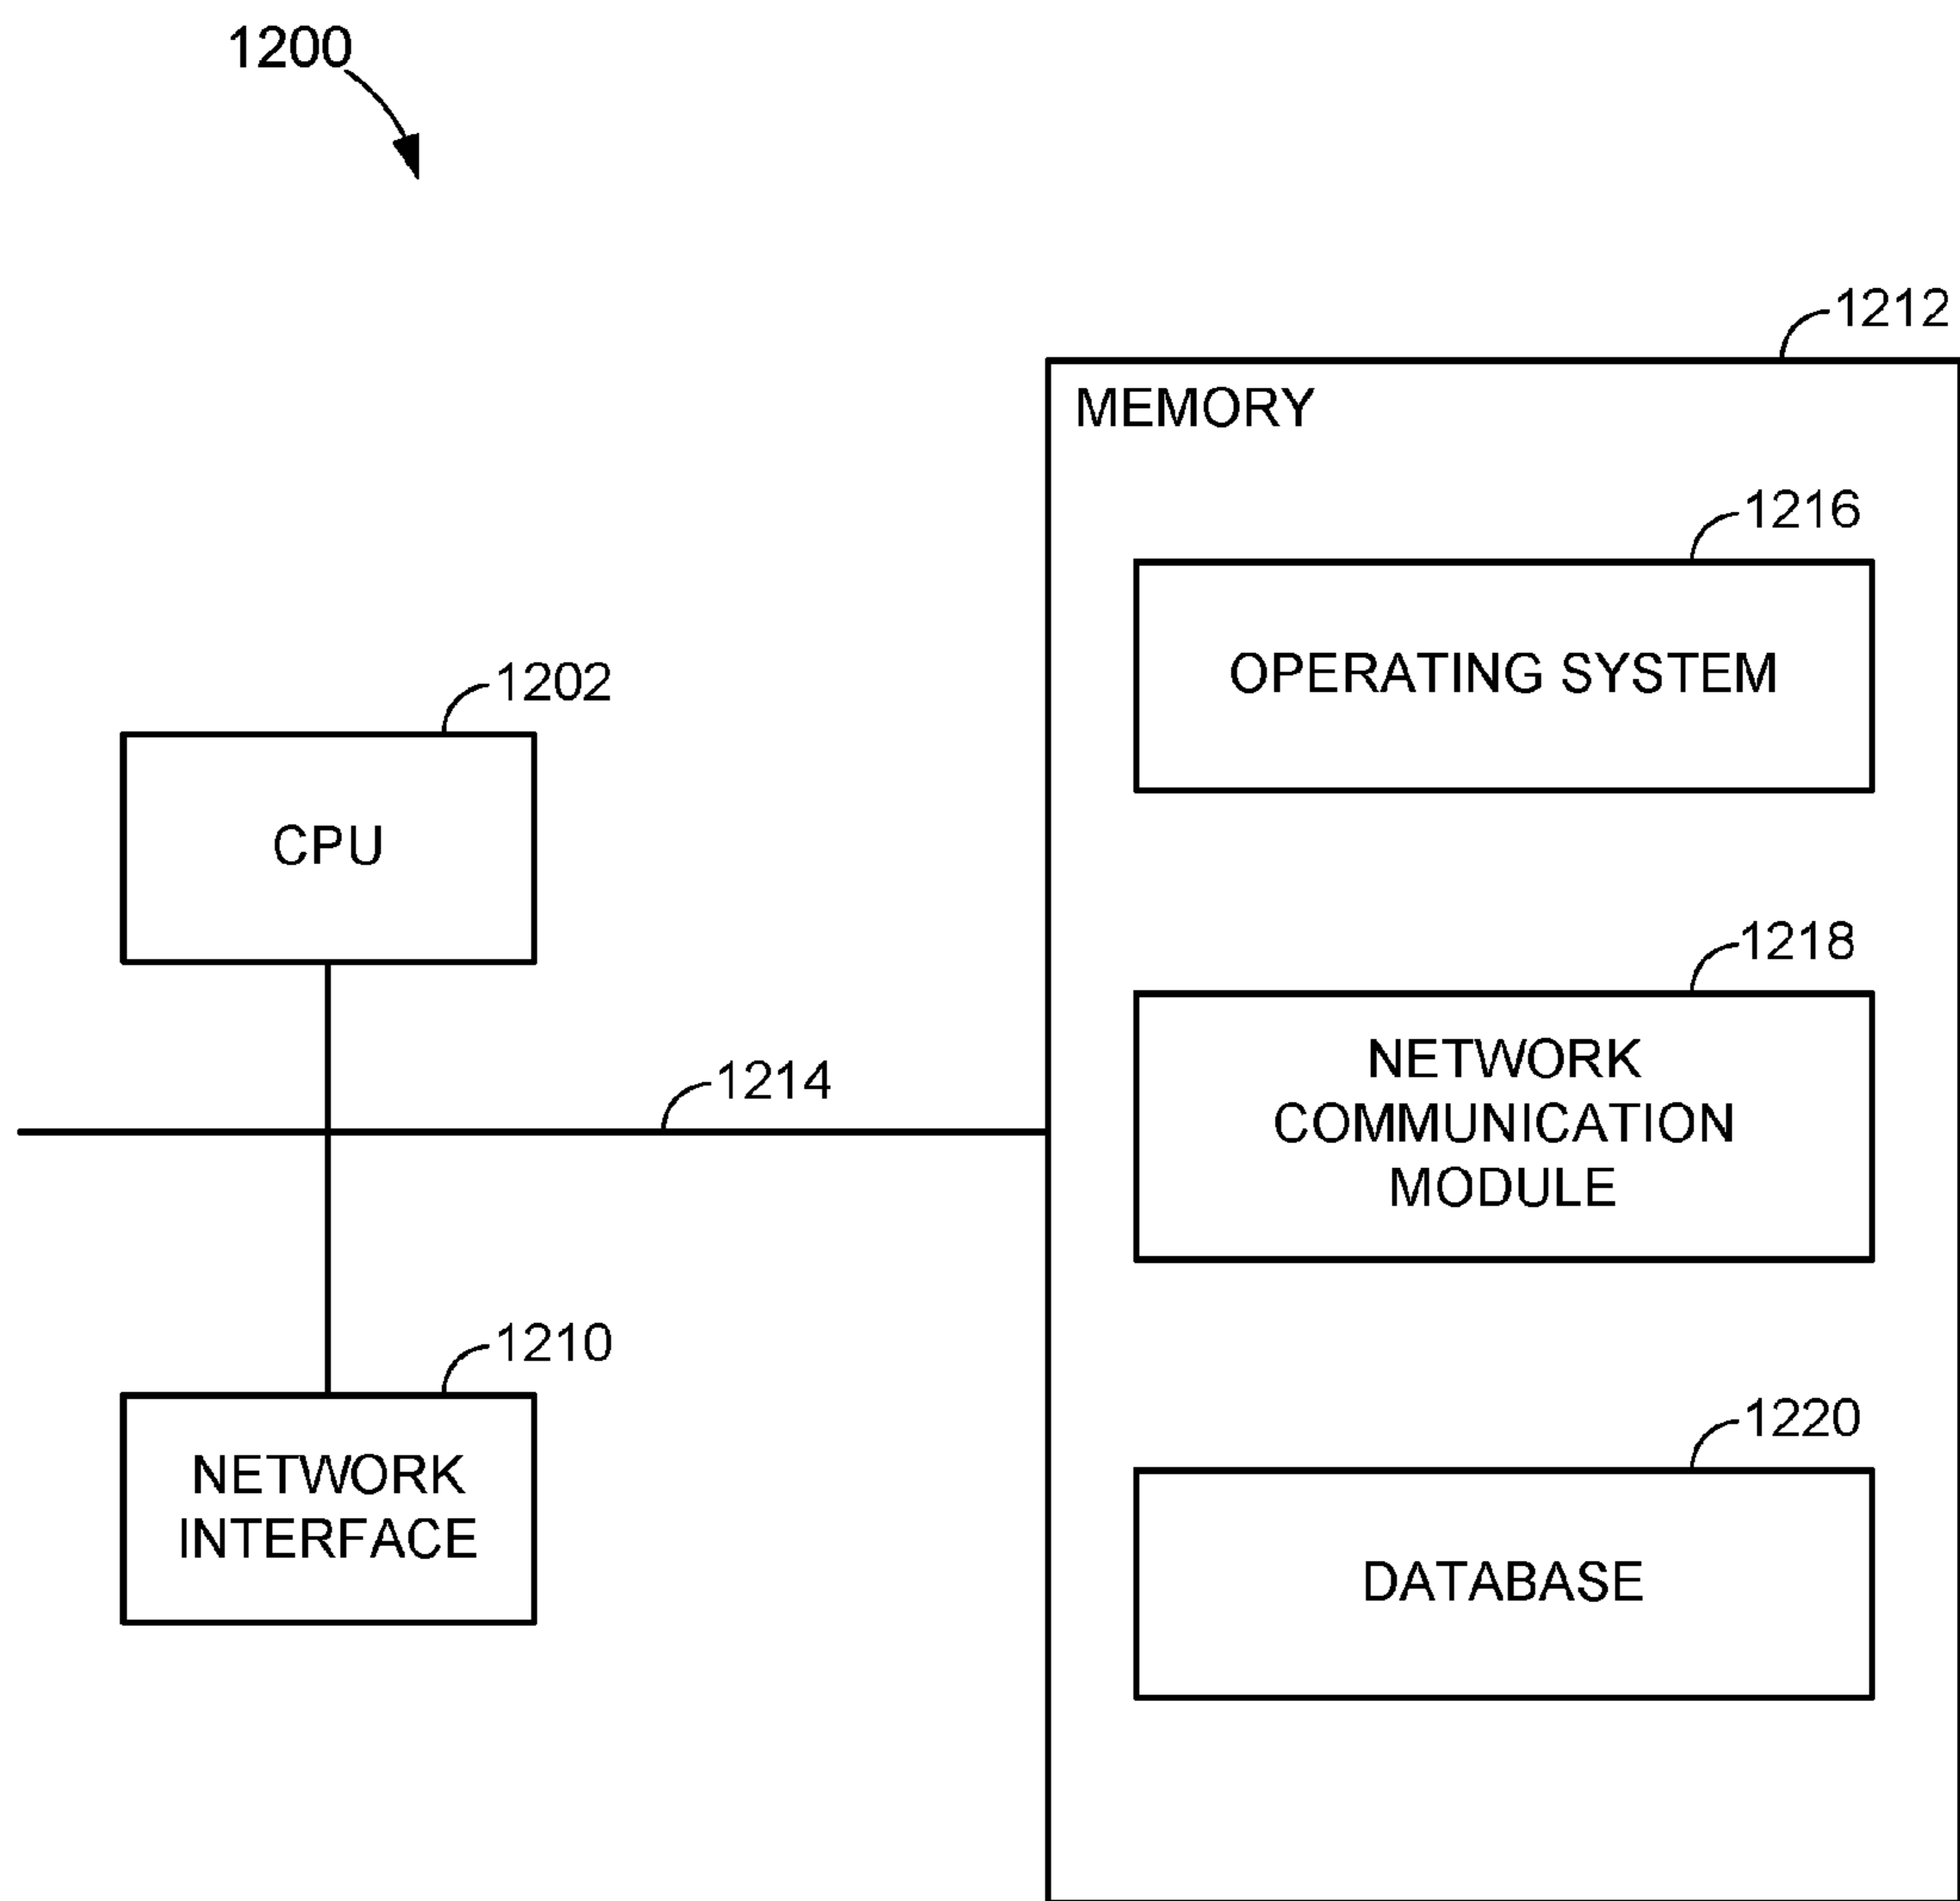 1200
1212
MEMORY
1216
OPERATING SYSTEM
1202
CPU
1218
NETWORK
COMMUNICATION
MODULE
1214
1210
NETWORK
INTERFACE
1220
DATABASE